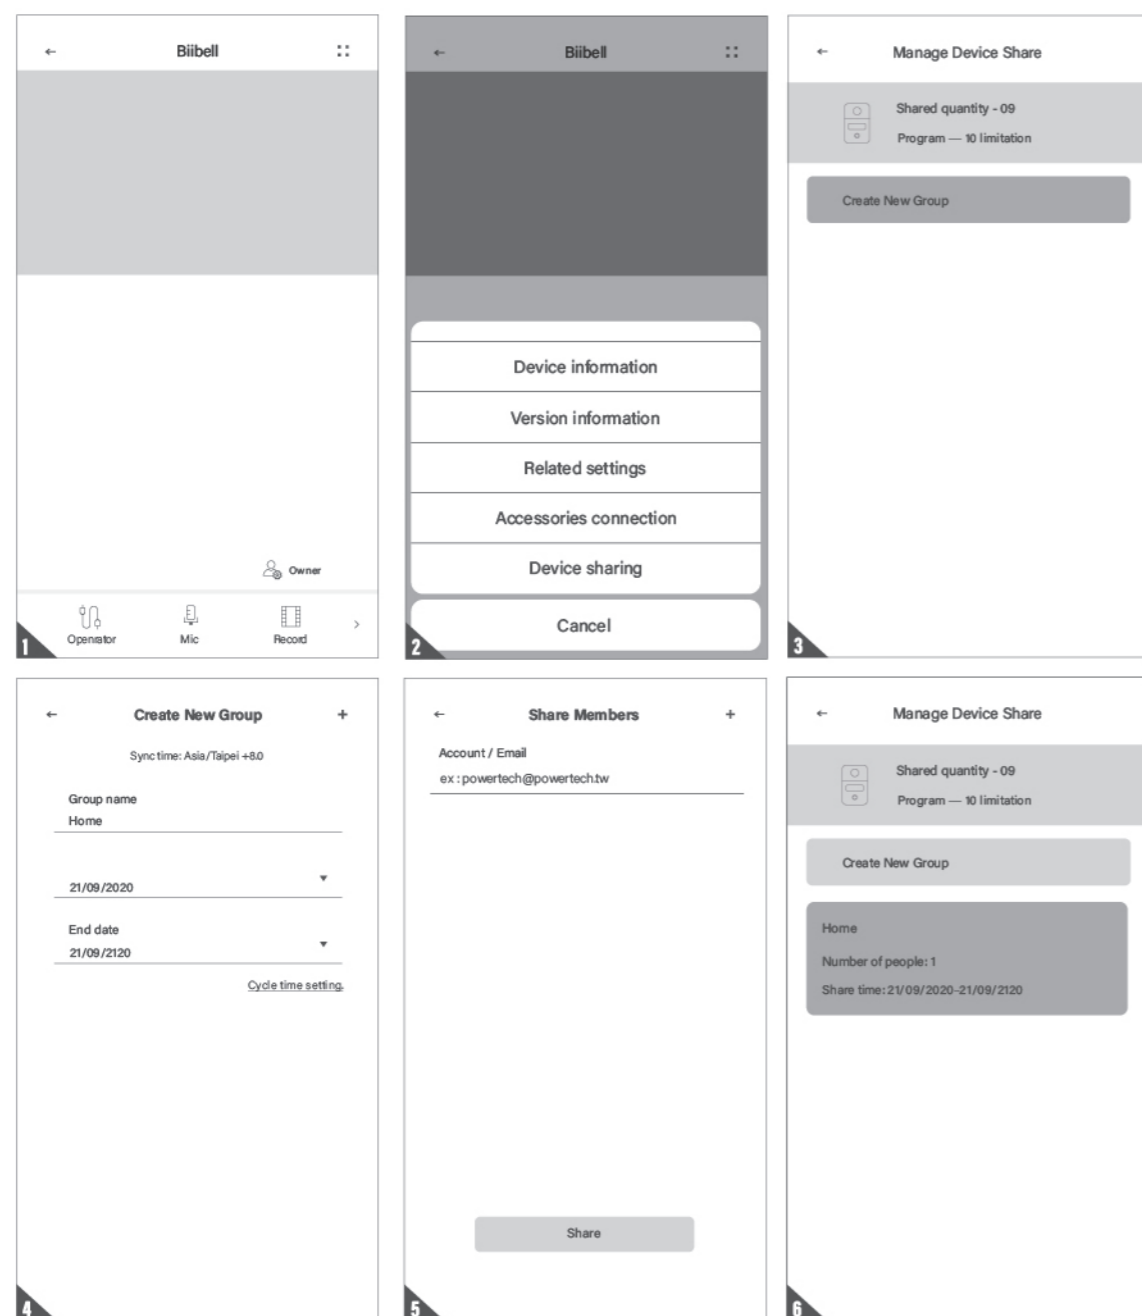 ← Biibell
Owner
Openrator Mic Record >
1
← Biibell
Device information
Version information
Related settings
Accessories connection
Device sharing
Cancel
2
← Manage Device Share
Shared quantity - 09
Program — 10 limitation
Create New Group
3
← Create New Group +
Sync time: Asia/Taipei +8.0
Group name
Home
21/09/2020
End date
21/09/2120
Cycle time setting.
4
← Share Members +
Account / Email
ex : powertech@powertech.tw
Share
5
← Manage Device Share
Shared quantity - 09
Program — 10 limitation
Create New Group
Home
Number of people: 1
Share time: 21/09/2020-21/09/2120
6